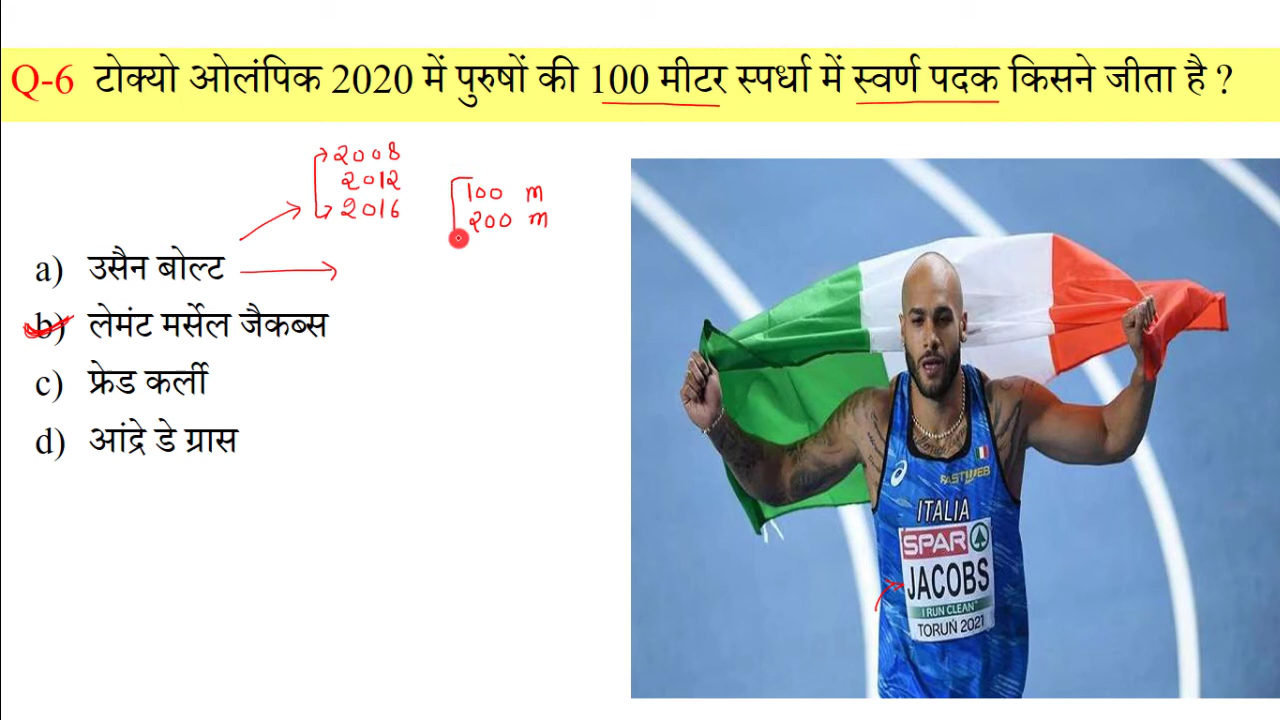 Q-6 टोक्यो ओलंपिक 2020 में पुरुषों की 100 मीटर स्पर्धा में स्वर्ण पदक किसने जीता है ?
2008
2012
2016
100 m
200 m
a) उसैन बोल्ट
b) लेमंट मर्सेल जैकब्स
c) फ्रेड कर्ली
d) आंद्रे डे ग्रास
FASTWEB
ITALIA
SPAR
JACOBS
I RUN CLEAN
TORUŃ 2021